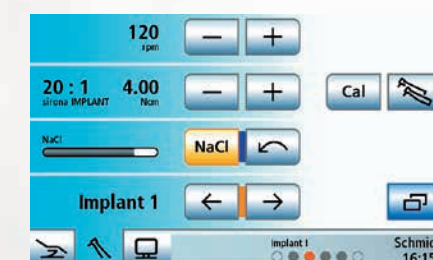 120
rpm
20 : 1 4.00
sirona IMPLANT Ncm
Cal
NaCl
NaCl
Implant 1
Implant 1 Schmid
16:15